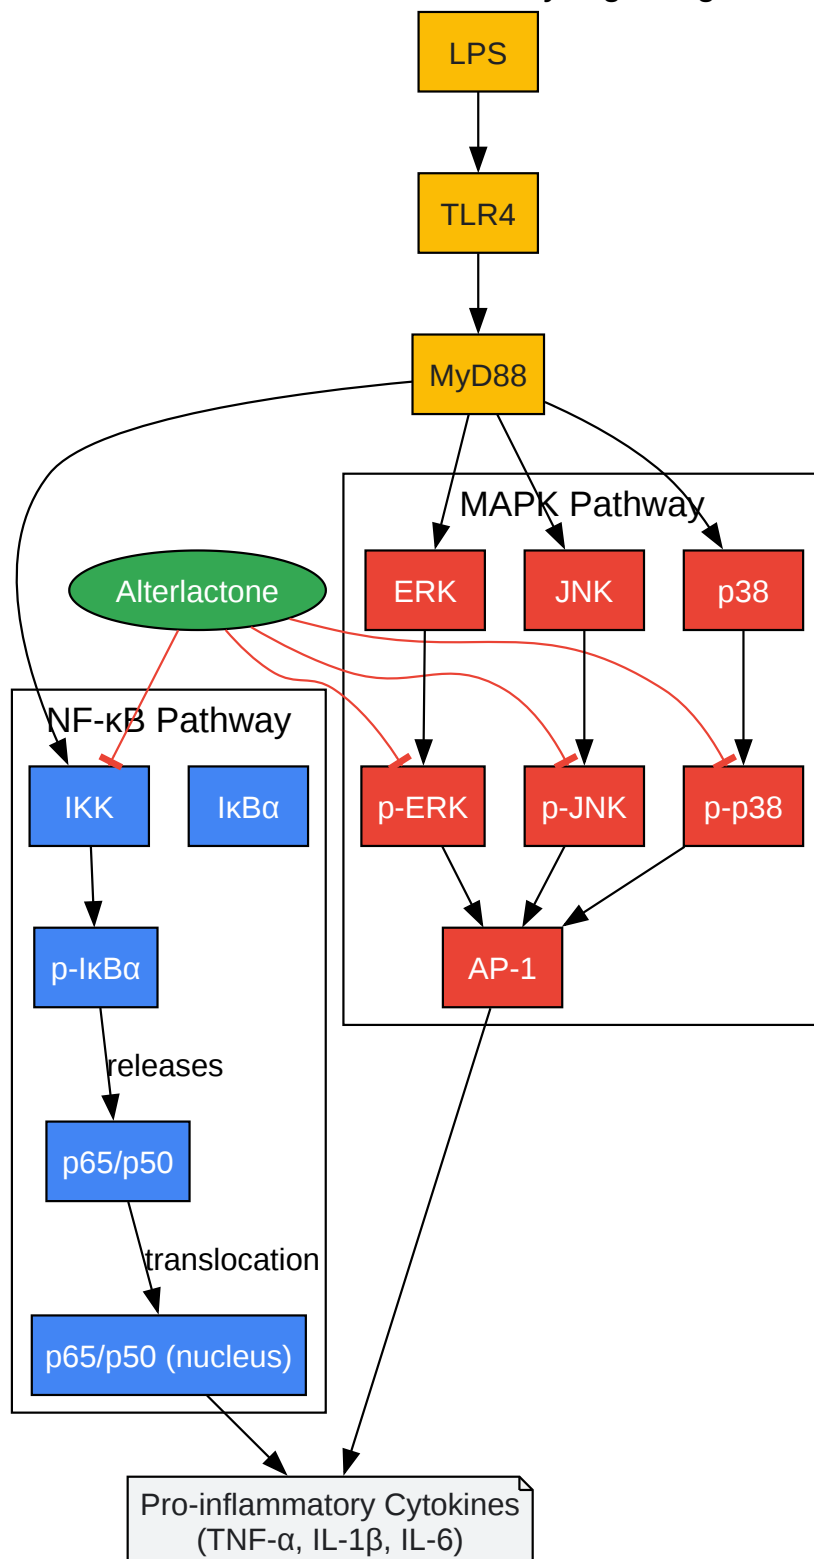 LPS
TLR4
MyD88
MAPK Pathway
ERK
JNK
p38
Alterlactone
NF-κB Pathway
IKK
IκBα
p-ERK
p-JNK
p-p38
p-IκBα
AP-1
releases
p65/p50
translocation
p65/p50 (nucleus)
Pro-inflammatory Cytokines
(TNF-α, IL-1β, IL-6)